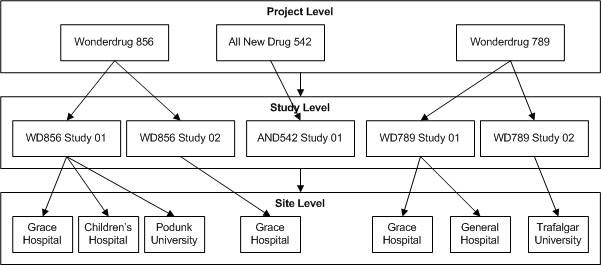 Project Level
Wonderdrug 856
All New Drug 542
Wonderdrug 789
Study Level
WD856 Study 01
WD856 Study 02
AND542 Study 01
WD789 Study 01
WD789 Study 02
Site Level
Grace
Hospital
Children's
Hospital
Podunk
University
Grace
Hospital
Grace
Hospital
General
Hospital
Trafalgar
University